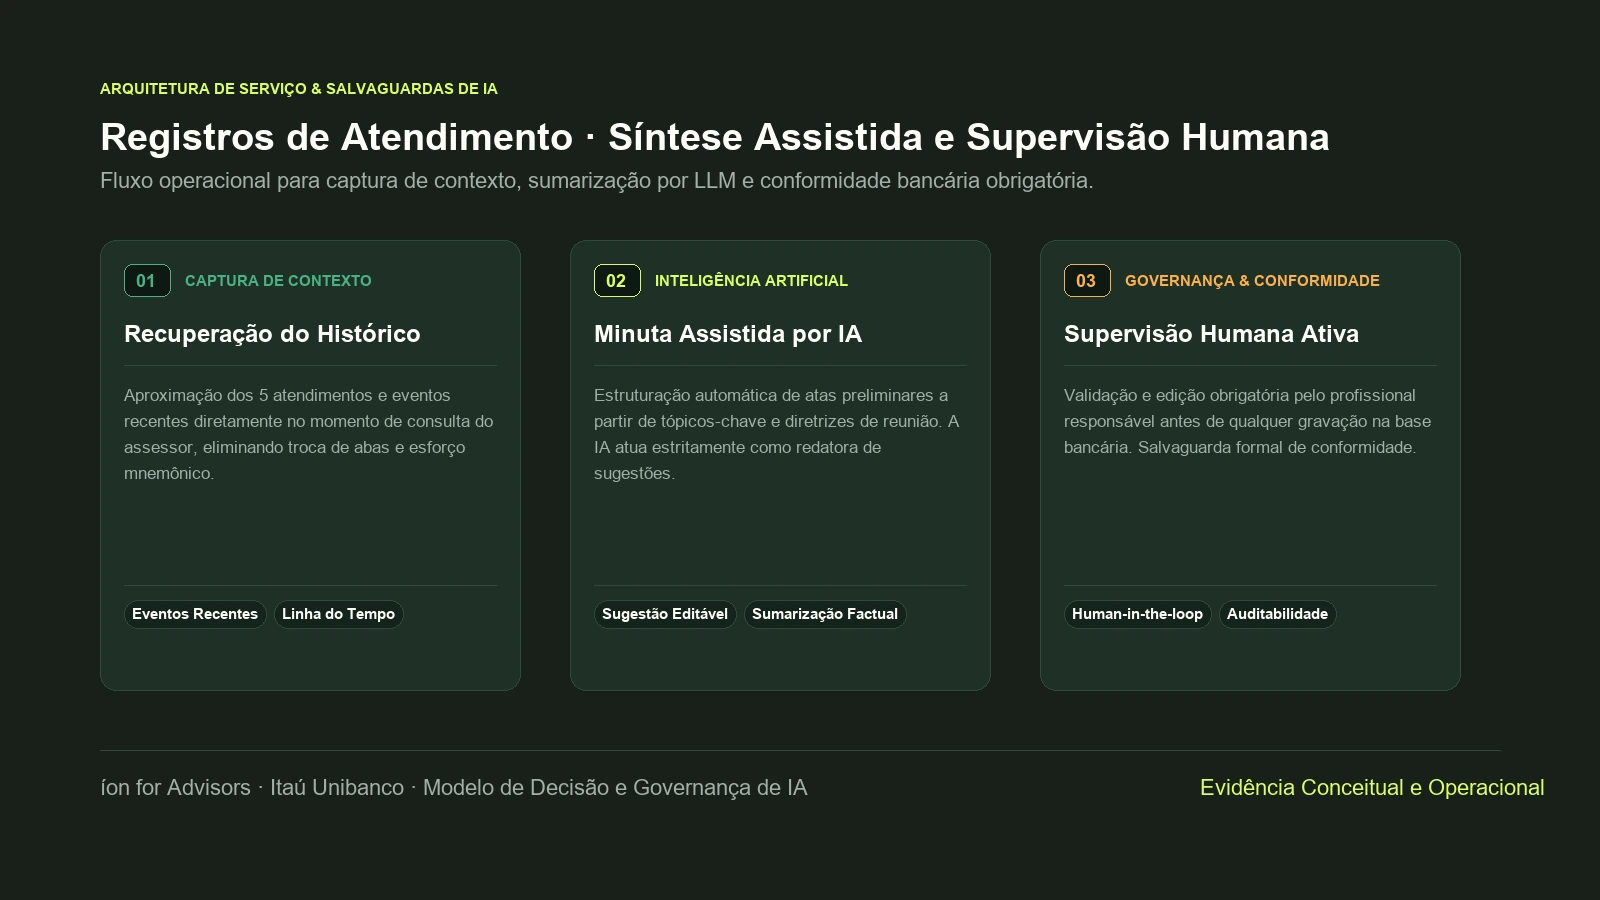 ARQUITETURA DE SERVIÇO & SALVAGUARDAS DE IA
Registros de Atendimento · Síntese Assistida e Supervisão Humana
Fluxo operacional para captura de contexto, sumarização por LLM e conformidade bancária obrigatória.
01 CAPTURA DE CONTEXTO
Recuperação do Histórico
Aproximação dos 5 atendimentos e eventos
recentes diretamente no momento de consulta do
assessor, eliminando troca de abas e esforço
mnemônico.
Eventos Recentes Linha do Tempo
02 INTELIGÊNCIA ARTIFICIAL
Minuta Assistida por IA
Estruturação automática de atas preliminares a
partir de tópicos-chave e diretrizes de reunião. A
IA atua estritamente como redatora de
sugestões.
Sugestão Editável Sumarização Factual
03 GOVERNANÇA & CONFORMIDADE
Supervisão Humana Ativa
Validação e edição obrigatória pelo profissional
responsável antes de qualquer gravação na base
bancária. Salvaguarda formal de conformidade.
Human-in-the-loop Auditabilidade
íon for Advisors · Itaú Unibanco · Modelo de Decisão e Governança de IA
Evidência Conceitual e Operacional